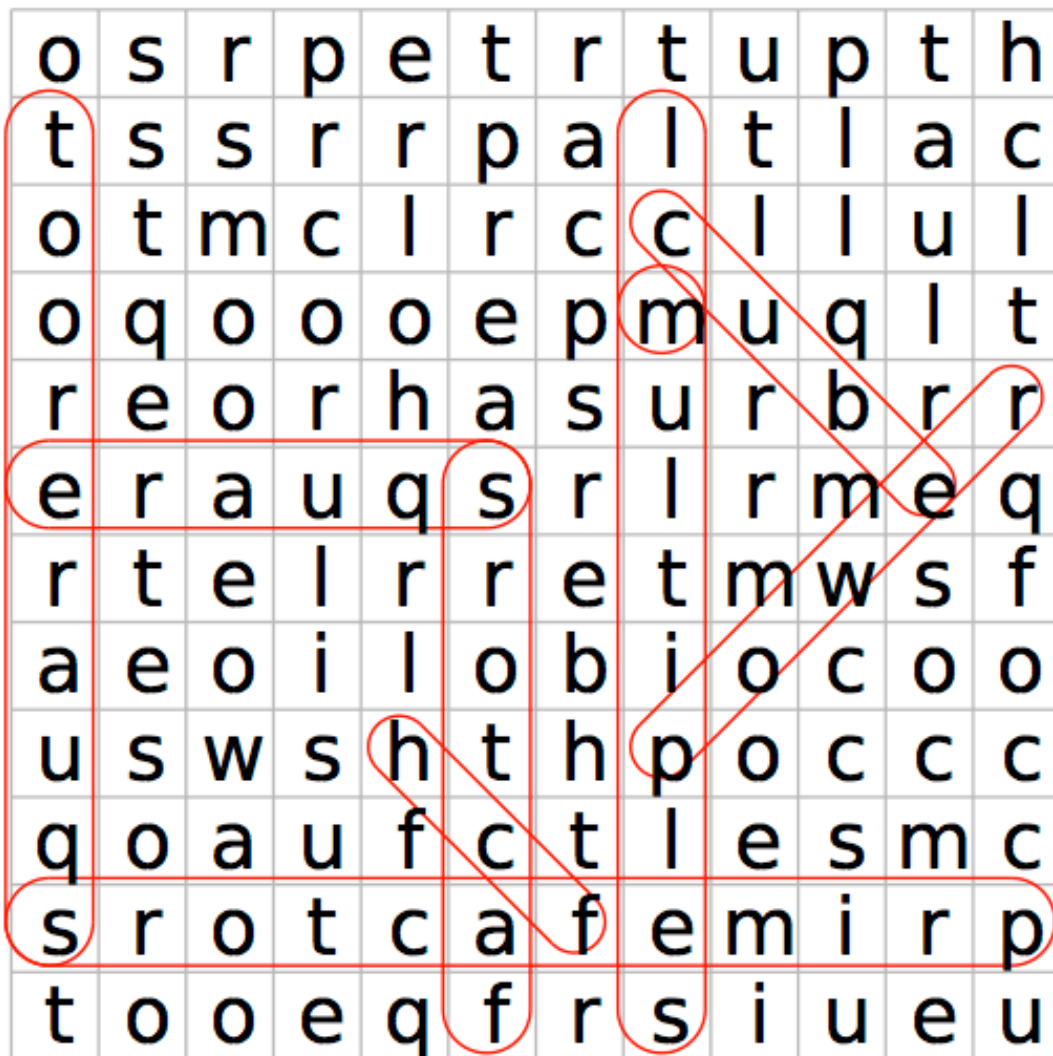 o s r p e t r t u p t h
t s s r r p a l t l a c
o t m c l r c c l l u l
o q o o o e p m u q l t
r e o r h a s u r b r r
e r a u q s r l r m e q
r t e l r r e t m w s f
a e o i l o b i o c o o
u s w s h t h p o c c c
q o a u f c t l e s m c
s r o t c a f e m i r p
t o o e q f r s i u e u